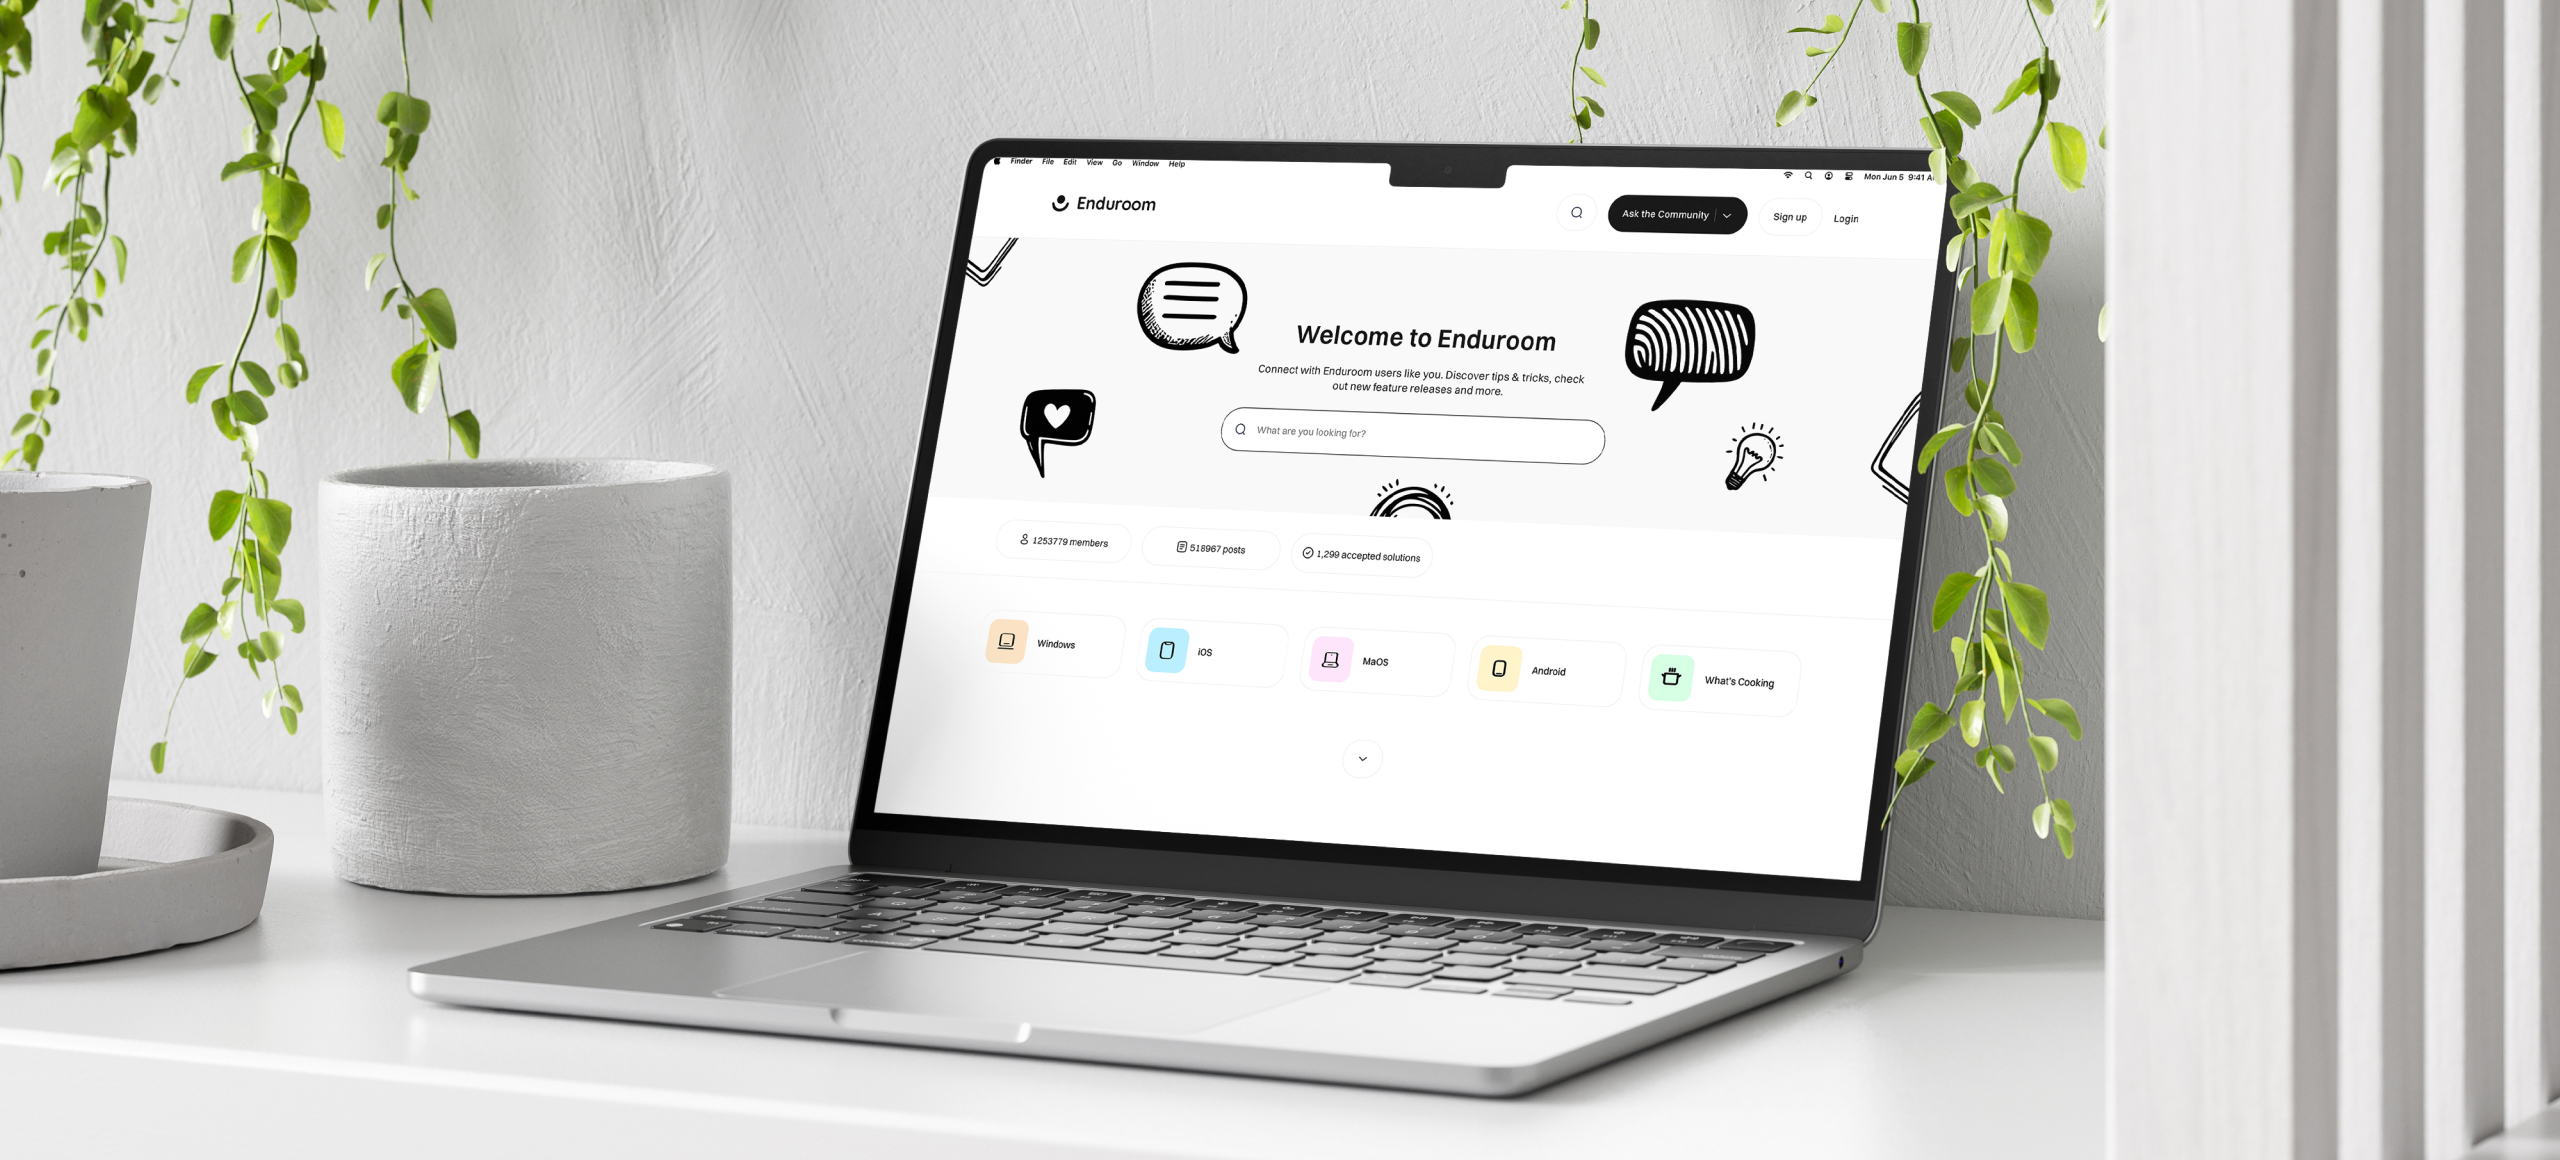 Finder File Edit View Go Window Help
Mon Jun 5 9:41
Enduroom
Ask the Community
Sign up
Login
Welcome to Enduroom
Connect with Enduroom users like you. Discover tips & tricks, check
out new feature releases and more.
What are you looking for?
1253779 members
518967 posts
1,299 accepted solutions
Windows
iOS
MaOS
Android
What's Cooking